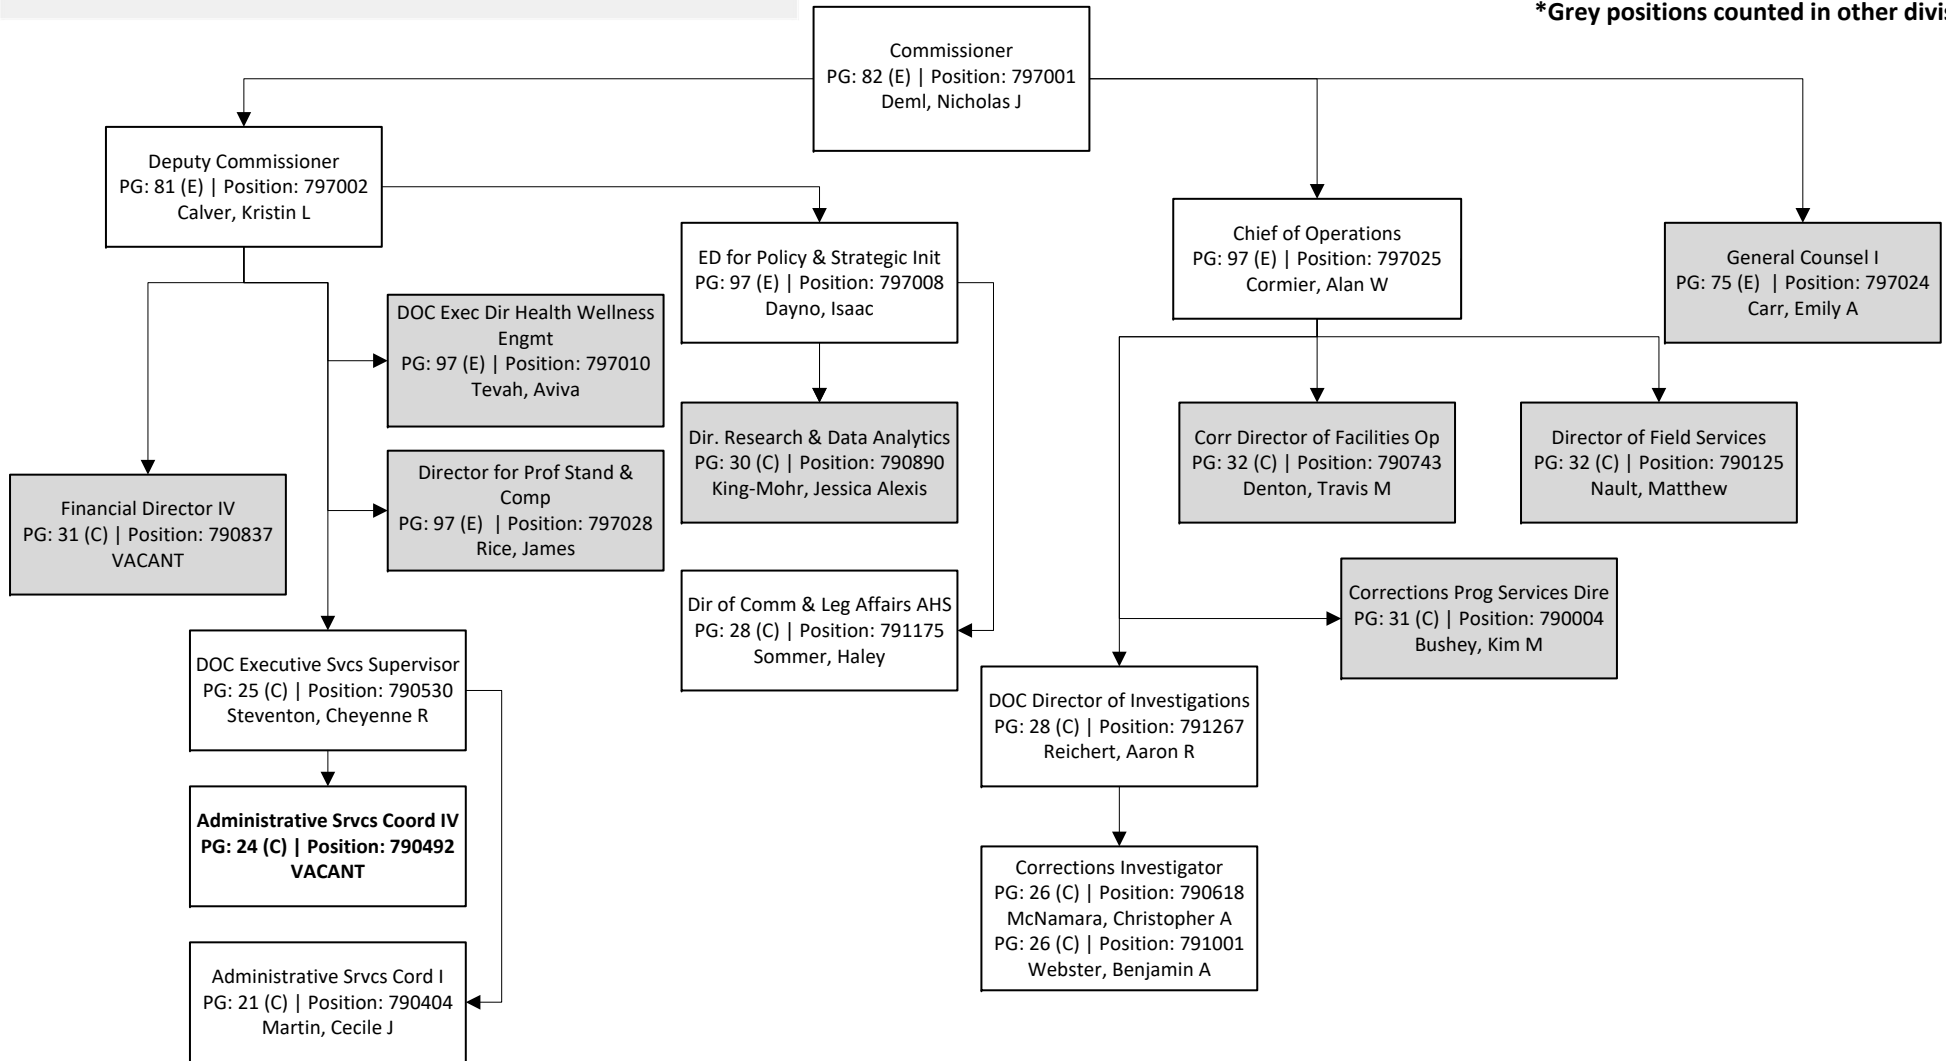 *Grey positions counted in other
Commissioner
PG: 82 (E) | Position: 797001
Deml, Nicholas J
Deputy Commissioner
PG: 81 (E) | Position: 797002
Calver, Kristin L
ED for Policy & Strategic Init
PG: 97 (E) | Position: 797008
Dayno, Isaac
Chief of Operations
PG: 97 (E) | Position: 797025
Cormier, Alan W
General Counsel I
PG: 75 (E) | Position: 797024
Carr, Emily A
DOC Exec Dir Health Wellness
Engmt
PG: 97 (E) | Position: 797010
Tevah, Aviva
Dir. Research & Data Analytics
PG: 30 (C) | Position: 790890
King-Mohr, Jessica Alexis
Corr Director of Facilities Op
PG: 32 (C) | Position: 790743
Denton, Travis M
Director of Field Services
PG: 32 (C) | Position: 790125
Nault, Matthew
Financial Director IV
PG: 31 (C) | Position: 790837
VACANT
Director for Prof Stand &
Comp
PG: 97 (E) | Position: 797028
Rice, James
Dir of Comm & Leg Affairs AHS
PG: 28 (C) | Position: 791175
Sommer, Haley
Corrections Prog Services Dire
PG: 31 (C) | Position: 790004
Bushey, Kim M
DOC Executive Svcs Supervisor
PG: 25 (C) | Position: 790530
Steventon, Cheyenne R
DOC Director of Investigations
PG: 28 (C) | Position: 791267
Reichert, Aaron R
Administrative Srvcs Coord IV
PG: 24 (C) | Position: 790492
VACANT
Corrections Investigator
PG: 26 (C) | Position: 790618
McNamara, Christopher A
PG: 26 (C) | Position: 791001
Webster, Benjamin A
Administrative Srvcs Cord I
PG: 21 (C) | Position: 790404
Martin, Cecile J